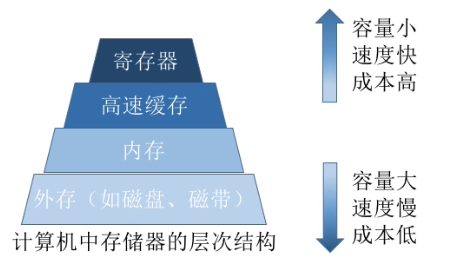 寄存器
高速缓存
内存
外存（如磁盘、磁带）
计算机中存储器的层次结构
容量小
速度快
成本高
容量大
速度慢
成本低